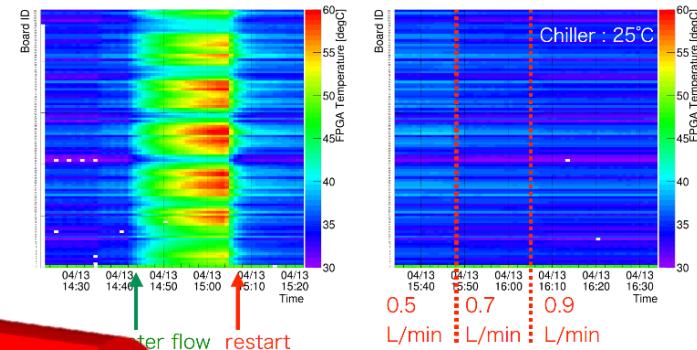 Board ID
60
55
50
45
40
35
30
FPGA Temperature [degC]
04/13 04/13 04/13 04/13 04/13 04/13
14:30 14:40 14:50 15:00 15:10 15:20
Time
flow restart
Board ID
Chiller : 25℃
60
55
50
45
40
35
30
FPGA Temperature [degC]
04/13 04/13 04/13 04/13 04/13 04/13
15:40 15:50 16:00 16:10 16:20 16:30
Time
0.5 0.7 0.9
L/min L/min L/min